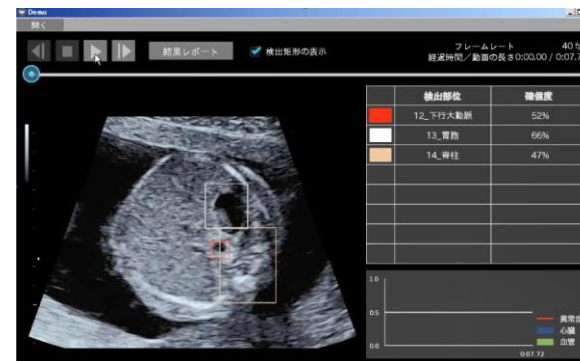 Demo
開く
結果レポート
検出矩形の表示
フレームレート 40
経過時間/動画の長さ0:00.00 / 0:07.7
検出部位 確信度
12_下行大動脈 52%
13_胃胞 66%
14_脊柱 47%
1.0
0.5
0.0
異常度
心臓
血管
0:07.72